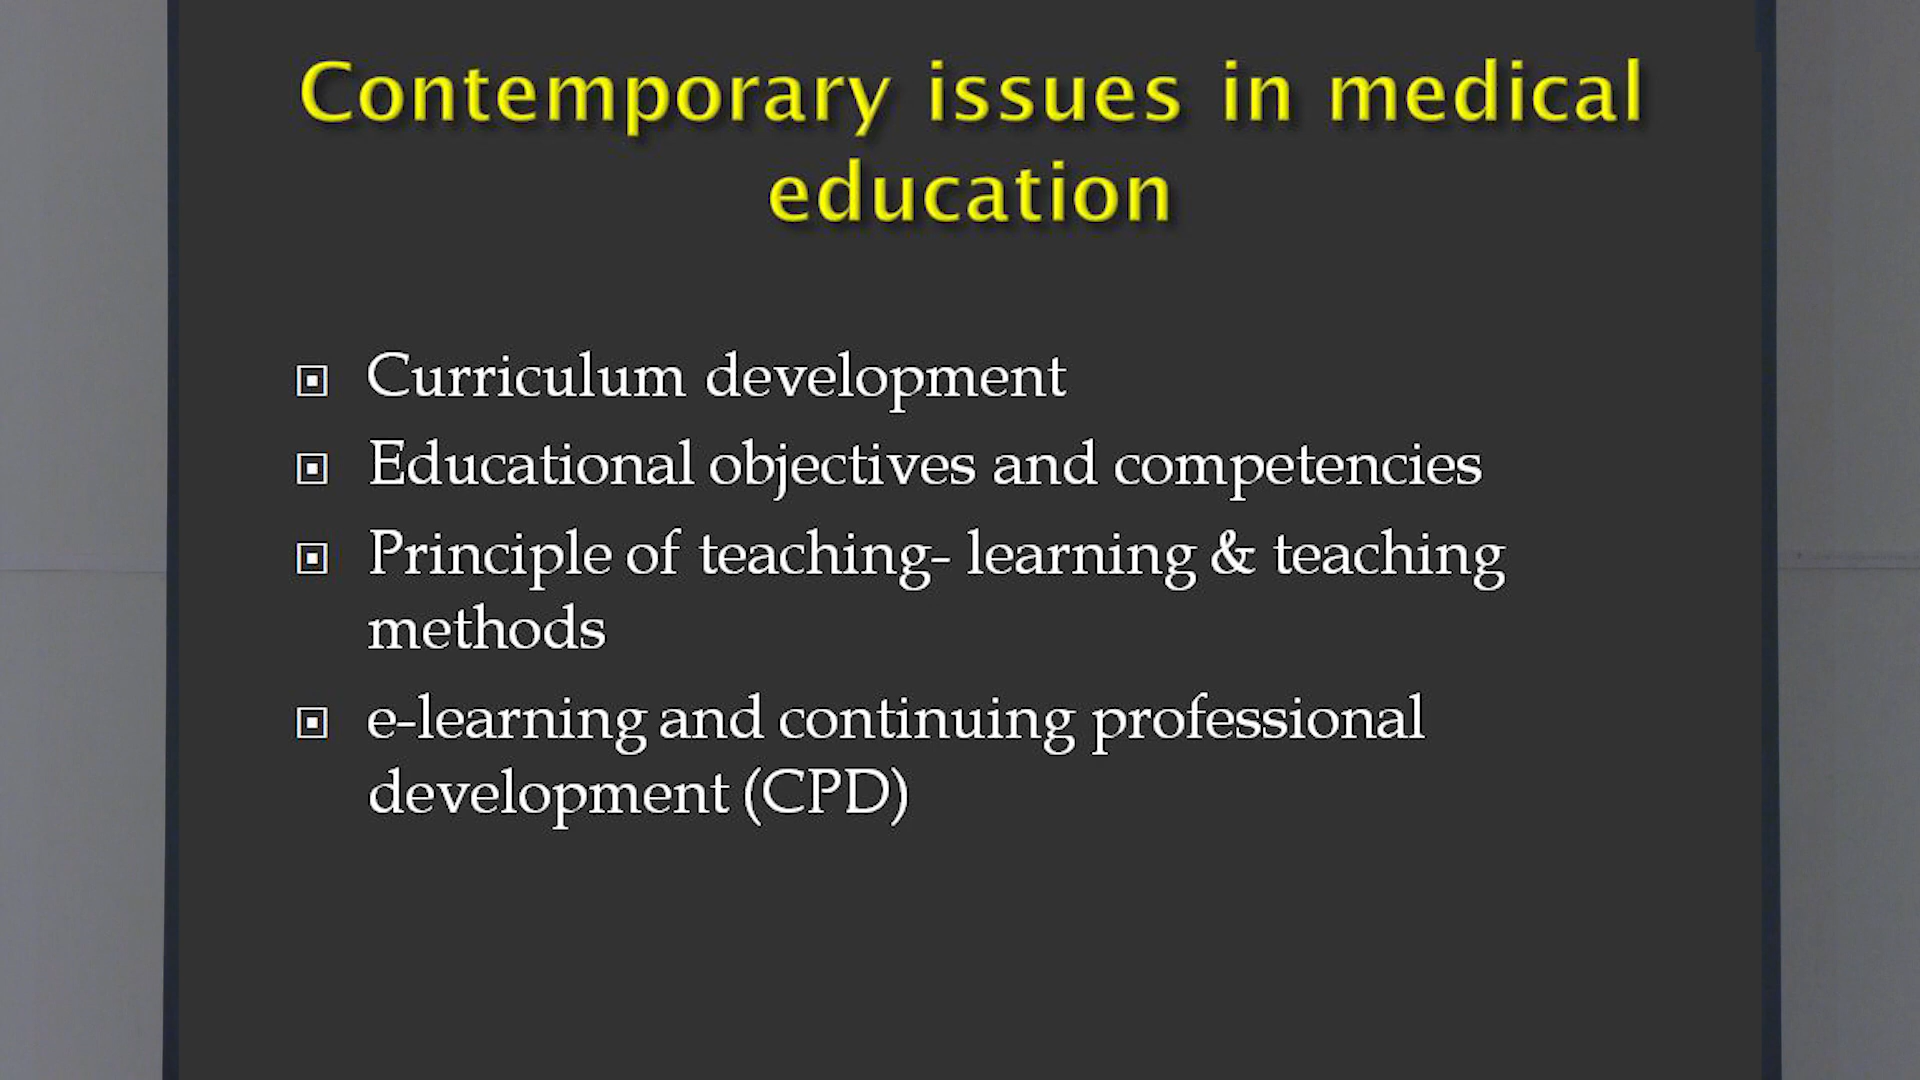 Contemporary issues in medical
education
Curriculum development
Educational objectives and competencies
Principle of teaching- learning & teaching
methods
e-learning and continuing professional
development (CPD)